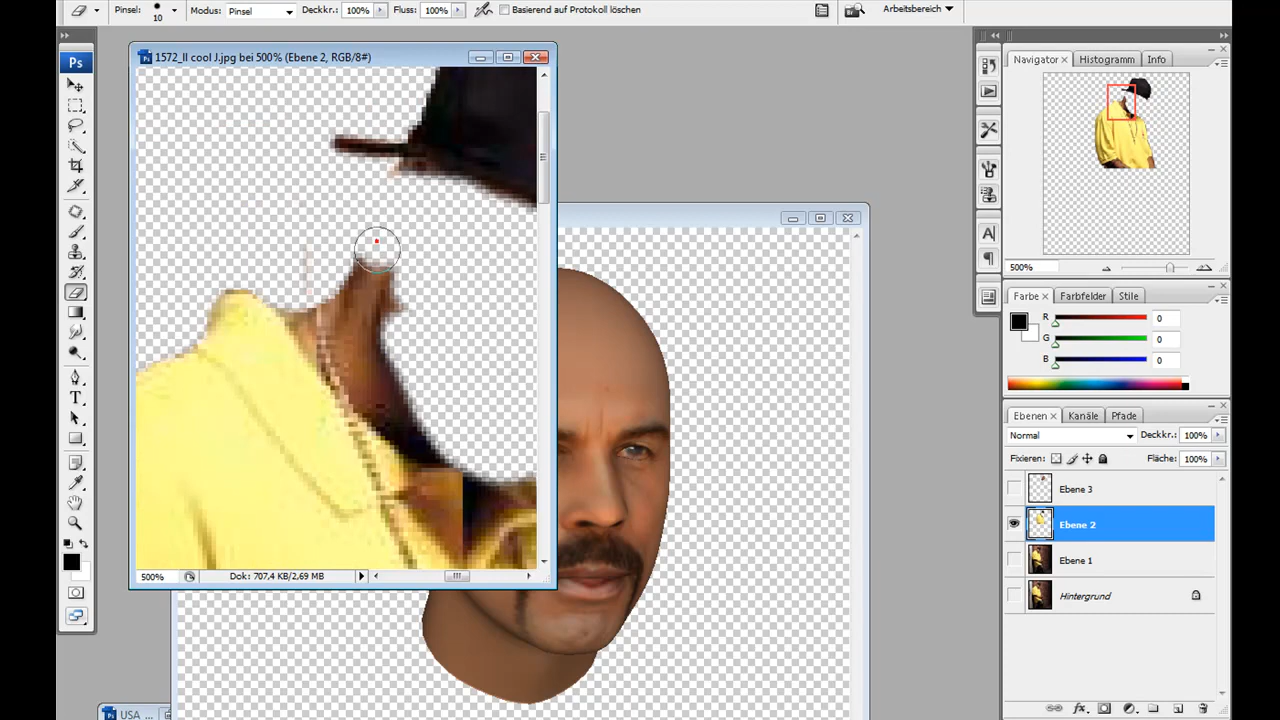 Pinsel: 10 Modus: Pinsel Deckkr.: 100% Fluss: 100% Basierend auf Protokoll löschen Arbeitsbereich
Ps
1572_ll cool J.jpg bei 500% (Ebene 2, RGB/8#)
500% Dok: 707,4 KB/2,69 MB
USA ...
Navigator Histogramm Info
500%
Farbe Farbfelder Stile
R 0
G 0
B 0
Ebenen Kanäle Pfade
Normal Deckkr.: 100%
Fixieren: Fläche: 100%
Ebene 3
Ebene 2
Ebene 1
Hintergrund